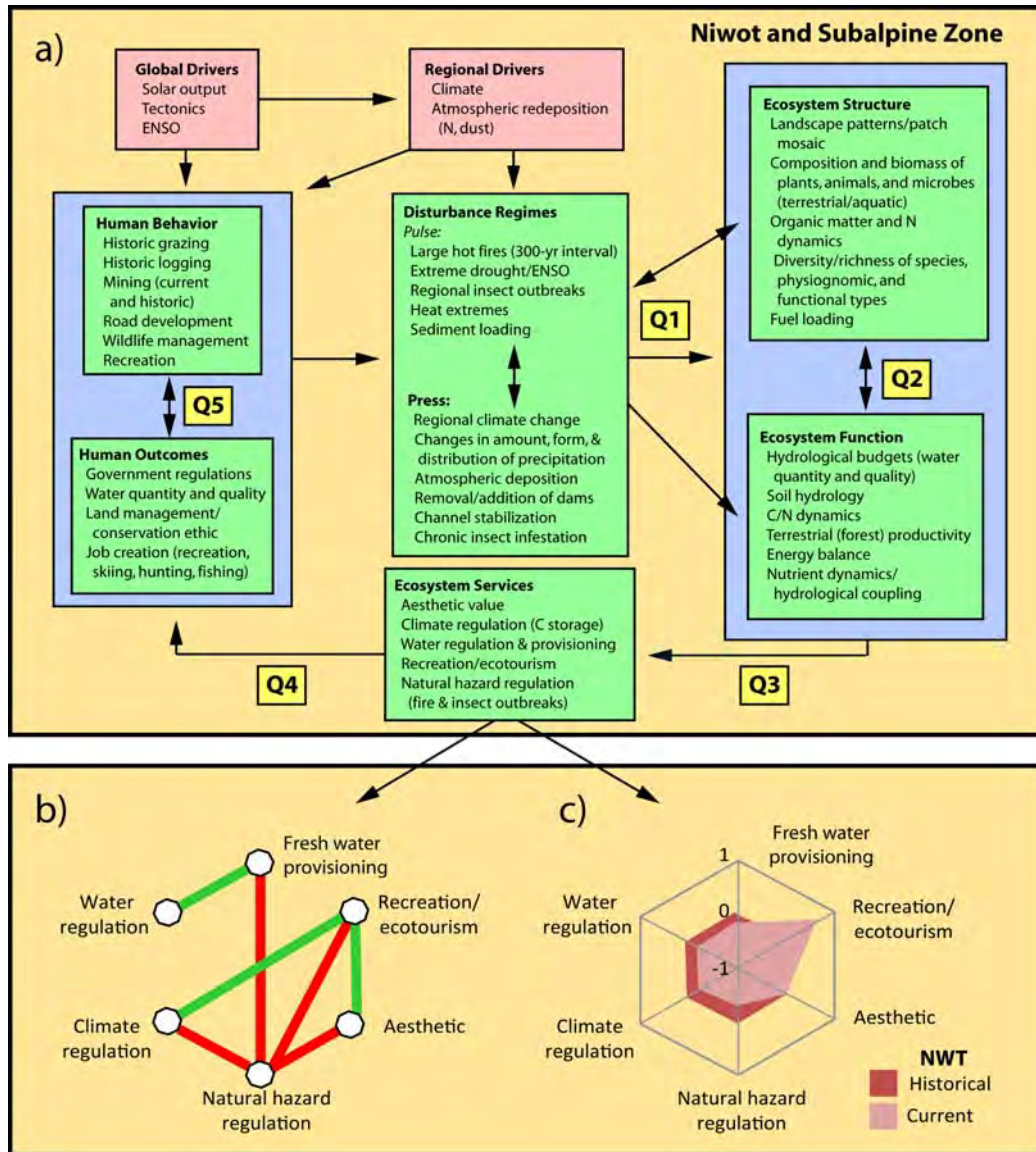 a)
Niwot and Subalpine Zone
Global Drivers
Solar output
Tectonics
ENSO
Regional Drivers
Climate
Atmospheric redeposition
(N, dust)
Human Behavior
Historic grazing
Historic logging
Mining (current
and historic)
Road development
Wildlife management
Recreation
Q5
Human Outcomes
Government regulations
Water quantity and quality
Land management/
conservation ethic
Job creation (recreation,
skiing, hunting, fishing)
Disturbance Regimes
Pulse:
Large hot fires (300-yr interval)
Extreme drought/ENSO
Regional insect outbreaks
Heat extremes
Sediment loading
Press:
Regional climate change
Changes in amount, form, &
distribution of precipitation
Atmospheric deposition
Removal/addition of dams
Channel stabilization
Chronic insect infestation
Q1
Ecosystem Structure
Landscape patterns/patch
mosaic
Composition and biomass of
plants, animals, and microbes
(terrestrial/aquatic)
Organic matter and N
dynamics
Diversity/richness of species,
physiognomic, and
functional types
Fuel loading
Q2
Ecosystem Function
Hydrological budgets (water
quantity and quality)
Soil hydrology
C/N dynamics
Terrestrial (forest) productivity
Energy balance
Nutrient dynamics/
hydrological coupling
Ecosystem Services
Aesthetic value
Climate regulation (C storage)
Water regulation & provisioning
Recreation/ecotourism
Natural hazard regulation
(fire & insect outbreaks)
Q4
Q3
b)
Fresh water
provisioning
Water
regulation
Recreation/
ecotourism
Climate
regulation
Aesthetic
Natural hazard
regulation
c)
Fresh water
provisioning
1
0
-1
Water
regulation
Recreation/
ecotourism
Climate
regulation
Aesthetic
Natural hazard
regulation
NWT
Historical
Current